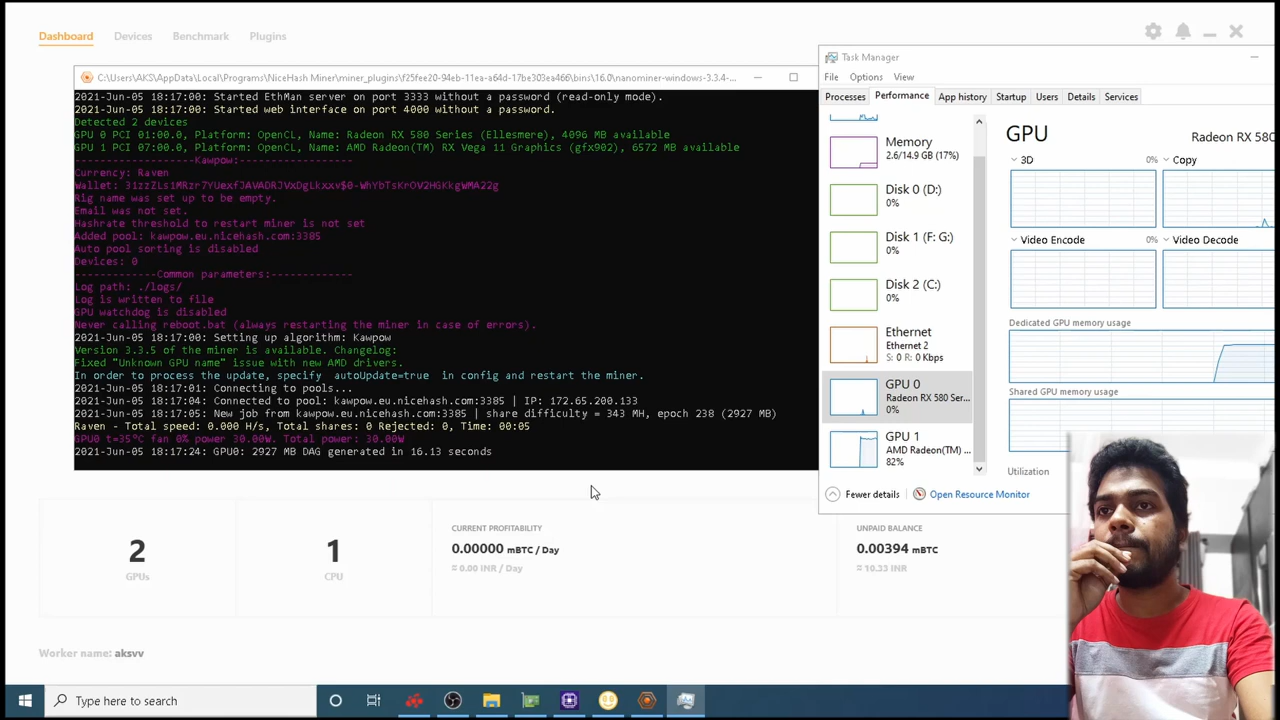 Dashboard Devices Benchmark Plugins
C:\Users\AKS\AppData\Local\Programs\NiceHash Miner\miner_plugins\f25fee20-94eb-11ea-a64d-17be303ea466\bins\16.0\nanominer-windows-3.3.4-...
2021-Jun-05 18:17:00: Started EthMan server on port 3333 without a password (read-only mode).
2021-Jun-05 18:17:00: Started web interface on port 4000 without a password.
Detected 2 devices
GPU 0 PCI 01:00.0, Platform: OpenCL, Name: Radeon RX 580 Series (Ellesmere), 4096 MB available
GPU 1 PCI 07:00.0, Platform: OpenCL, Name: AMD Radeon(TM) RX Vega 11 Graphics (gfx902), 6572 MB available
---------------Kawpow:---------------
Currency: Raven
Rig name was set up to be empty.
Email was not set.
Hashrate threshold to restart miner is not set
Added pool: kawpow.eu.nicehash.com:3385
Auto pool sorting is disabled
Devices: 0
------------Common parameters:------------
Log path: ./logs/
Log is written to file
GPU watchdog is disabled
Never calling reboot.bat (always restarting the miner in case of errors).
2021-Jun-05 18:17:00: Setting up algorithm: Kawpow
Version 3.3.5 of the miner is available. Changelog:
Fixed "Unknown GPU name" issue with new AMD drivers.
In order to process the update, specify  autoUpdate=true  in config and restart the miner.
2021-Jun-05 18:17:01: Connecting to pools...
2021-Jun-05 18:17:04: Connected to pool: kawpow.eu.nicehash.com:3385 | IP: 172.65.200.133
2021-Jun-05 18:17:05: New job from kawpow.eu.nicehash.com:3385 | share difficulty = 343 MH, epoch 238 (2927 MB)
Raven - Total speed: 0.000 H/s, Total shares: 0 Rejected: 0, Time: 00:05
GPU0 t=35°C fan 0% power 30.00W. Total power: 30.00W
2021-Jun-05 18:17:24: GPU0: 2927 MB DAG generated in 16.13 seconds
Task Manager
File Options View
Processes Performance App history Startup Users Details Services
Memory
2.6/14.9 GB (17%)
Disk 0 (D:)
0%
Disk 1 (F: G:)
0%
Disk 2 (C:)
0%
Ethernet
Ethernet 2
S: 0 R: 0 Kbps
GPU 0
Radeon RX 580 Ser...
0%
GPU 1
AMD Radeon(TM) ...
82%
GPU Radeon RX 580
3D 0% Copy
Video Encode 0% Video Decode
Dedicated GPU memory usage
Shared GPU memory usage
Utilization
Fewer details Open Resource Monitor
2
GPUs
1
CPU
CURRENT PROFITABILITY
0.00000 mBTC / Day
≈ 0.00 INR / Day
UNPAID BALANCE
0.00394 mBTC
≈ 10.33 INR
Worker name: aksvv
Type here to search